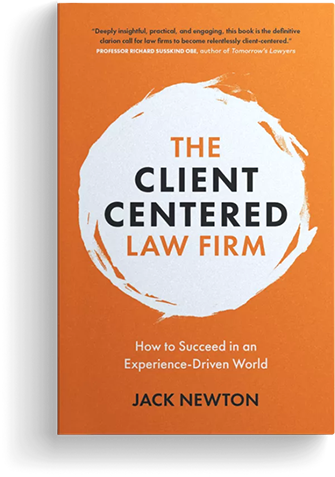 "Deeply insightful, practical, and engaging, this book is the definitive
clarion call for law firms to become relentlessly client-centered."
PROFESSOR RICHARD SUSSKIND OBE, author of Tomorrow's Lawyers
THE
CLIENT
CENTERED
LAW FIRM
How to Succeed in an
Experience-Driven World
JACK NEWTON